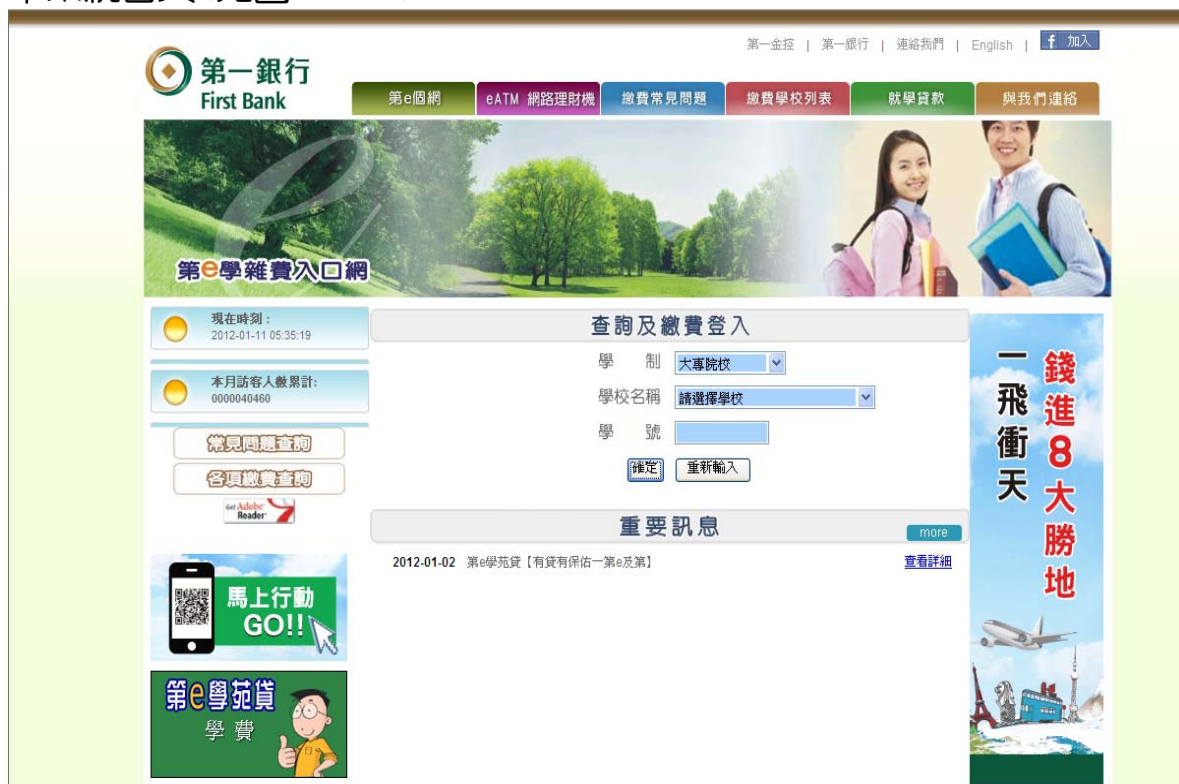 第一金控 | 第一銀行 | 連絡我們 | English | f 加入
第一銀行
First Bank
第e個網
eATM 網路理財機
繳費常見問題
繳費學校列表
就學貸款
與我們連絡
第e學雜費入口網
現在時刻：
2012-01-11 05:35:19
本月訪客人數累計:
0000040460
常見問題查詢
各項繳費查詢
Get Adobe
Reader
馬上行動
GO!!
第e學苑貸
學費
查詢及繳費登入
學 制 大專院校
學校名稱 請選擇學校
學 號
確定 重新輸入
重要訊息
more
2012-01-02 第e學苑貸【有貸有保佑一第e及第】 查看詳細
錢進8大勝地
一飛衝天